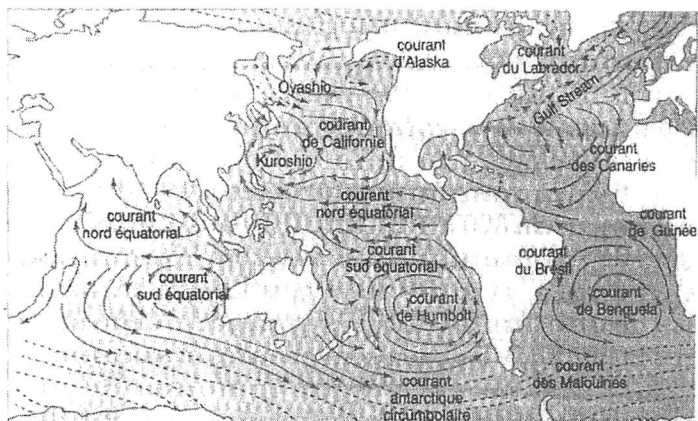 courant
d'Alaska
courant
du Labrador
Oyashio
Gulf Stream
courant
de Californie
Kuroshio
courant
des Canaries
courant
nord équatorial
courant
nord équatorial
courant
de Guinée
courant
sud équatorial
courant
du Brésil
courant
sud équatorial
courant
de Humbolt
courant
de Benguela
courant
des Malouines
courant
antarctique
circumpolaire